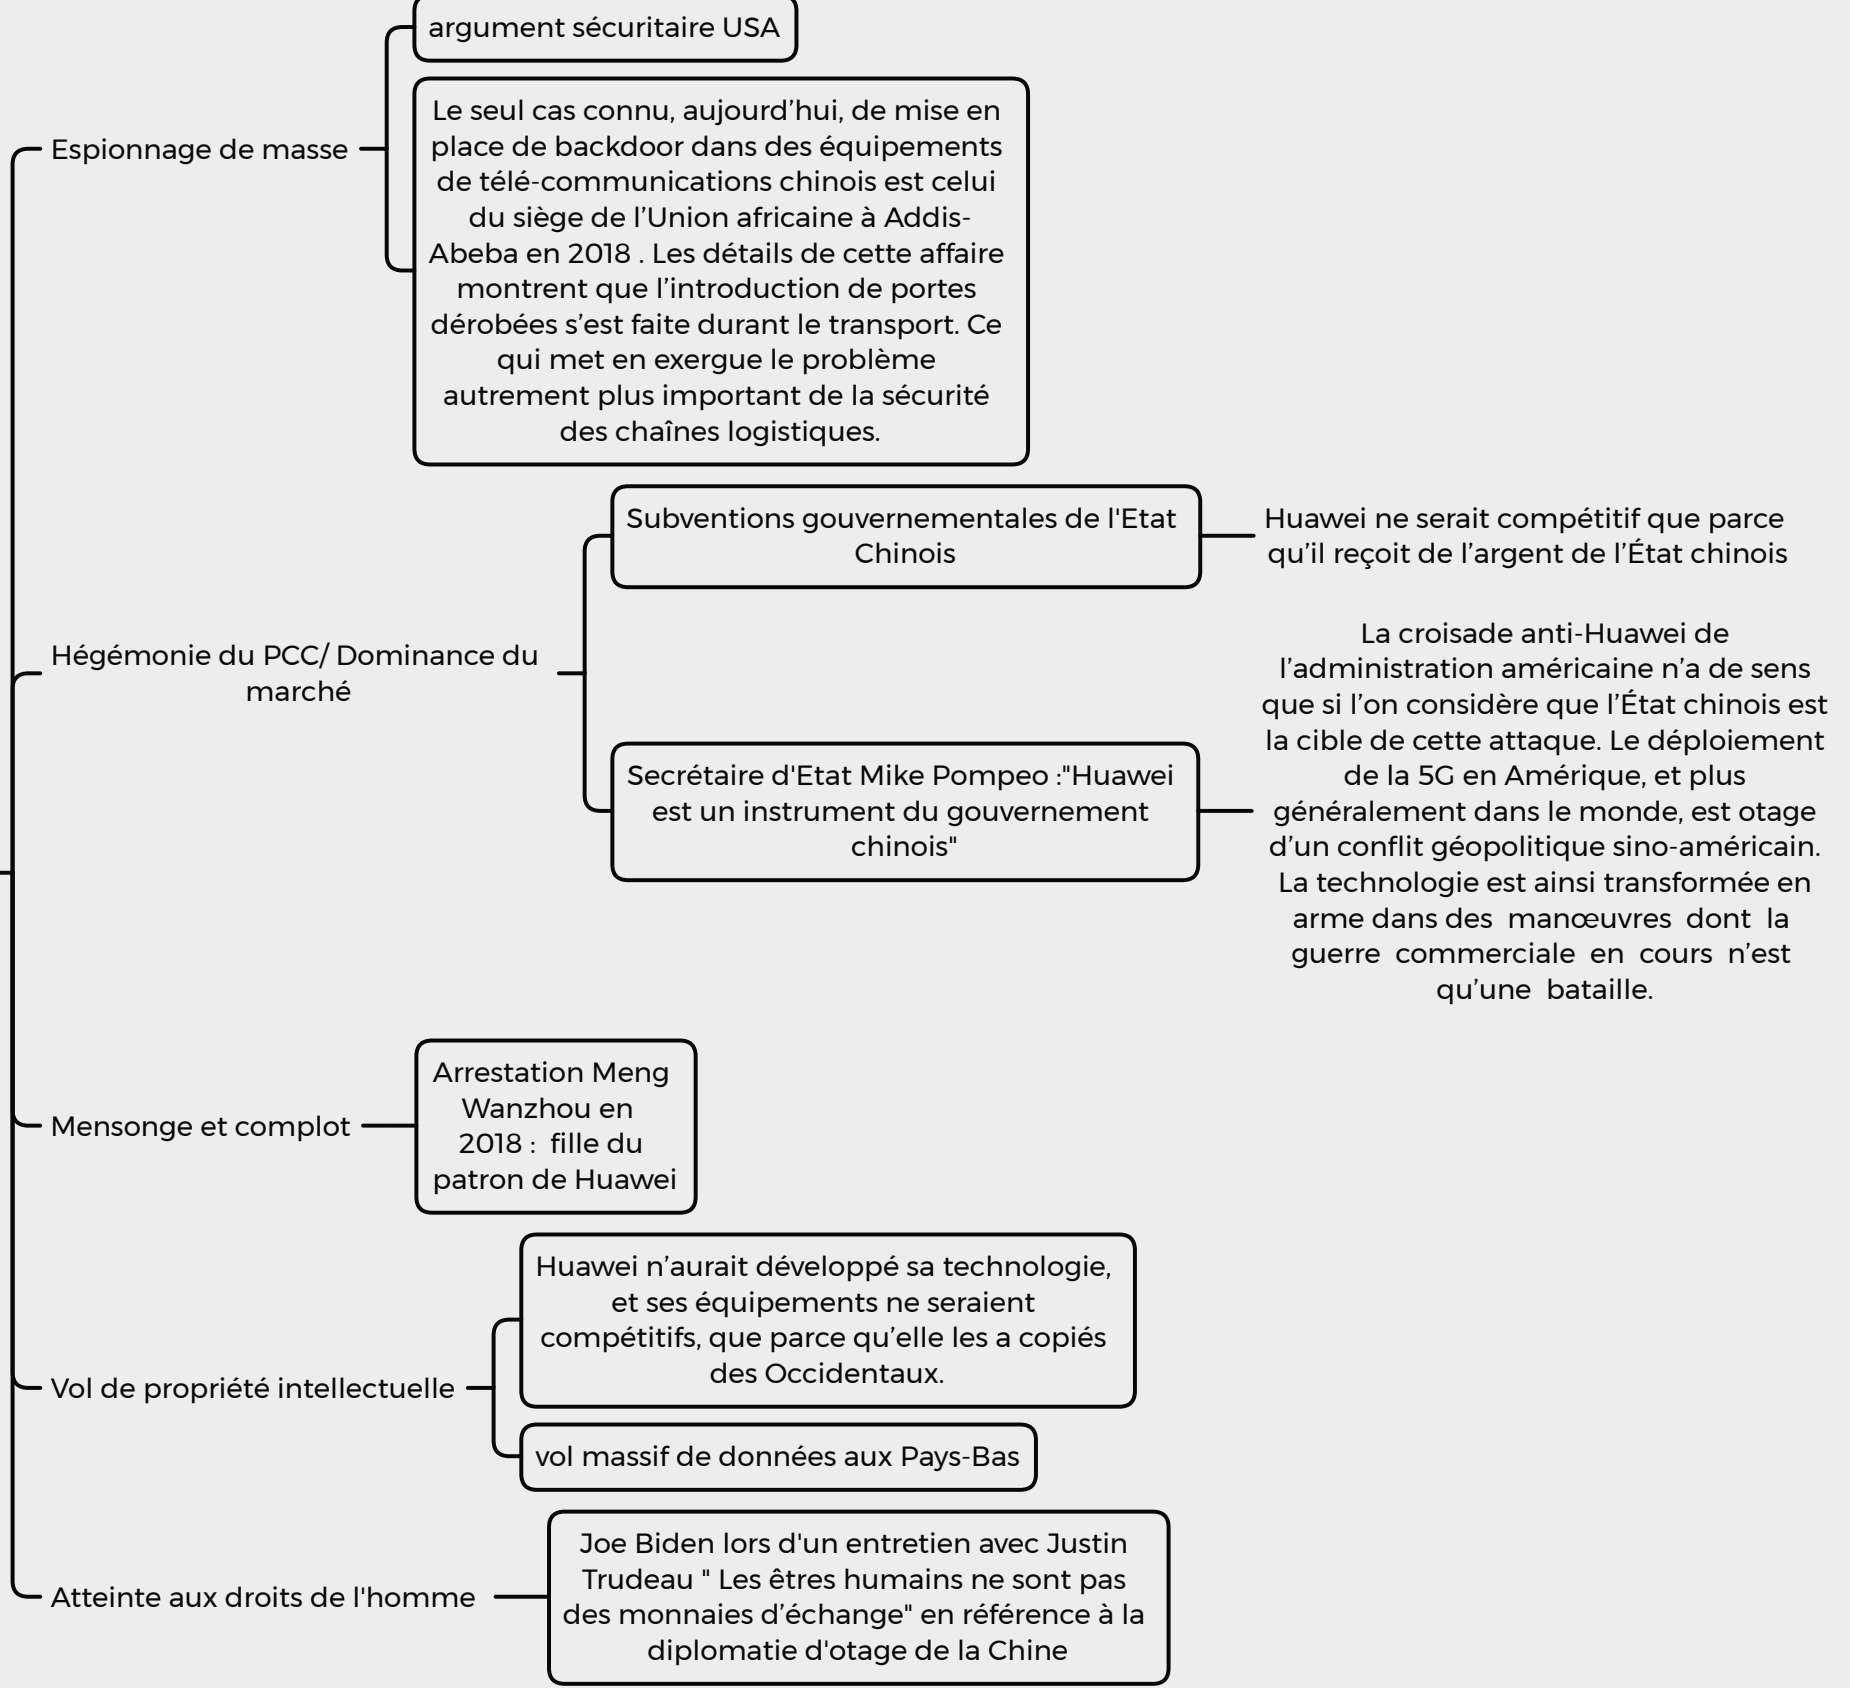 argument sécuritaire USA
Espionnage de masse
Le seul cas connu, aujourd’hui, de mise en
place de backdoor dans des équipements
de télé-communications chinois est celui
du siège de l’Union africaine à Addis-
Abeba en 2018 . Les détails de cette affaire
montrent que l’introduction de portes
dérobées s’est faite durant le transport. Ce
qui met en exergue le problème
autrement plus important de la sécurité
des chaînes logistiques.
Hégémonie du PCC/ Dominance du
marché
Subventions gouvernementales de l'Etat
Chinois
Huawei ne serait compétitif que parce
qu’il reçoit de l’argent de l’État chinois
Secrétaire d'Etat Mike Pompeo :"Huawei
est un instrument du gouvernement
chinois"
La croisade anti-Huawei de
l’administration américaine n’a de sens
que si l’on considère que l’État chinois est
la cible de cette attaque. Le déploiement
de la 5G en Amérique, et plus
généralement dans le monde, est otage
d’un conflit géopolitique sino-américain.
La technologie est ainsi transformée en
arme dans des  manœuvres  dont  la
guerre  commerciale  en  cours  n’est
qu’une  bataille.
Mensonge et complot
Arrestation Meng
Wanzhou en
2018 :  fille du
patron de Huawei
Vol de propriété intellectuelle
Huawei n’aurait développé sa technologie,
et ses équipements ne seraient
compétitifs, que parce qu’elle les a copiés
des Occidentaux.
vol massif de données aux Pays-Bas
Atteinte aux droits de l'homme
Joe Biden lors d'un entretien avec Justin
Trudeau " Les êtres humains ne sont pas
des monnaies d’échange" en référence à la
diplomatie d'otage de la Chine